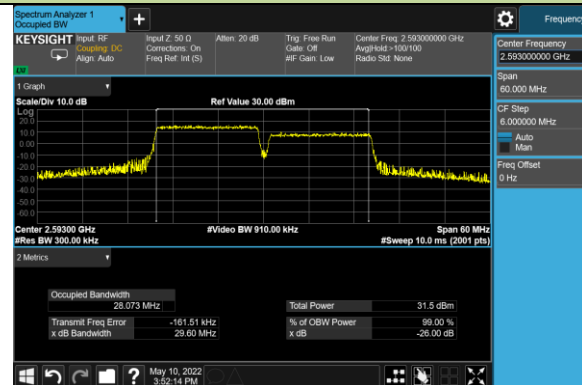 Spectrum Analyzer 1
Occupied BW
+
Frequency
KEYSIGHT
Input: RF
Coupling: DC
Align: Auto
Input Z: 50 Ω
Corrections: On
Freq Ref: Int (S)
Atten: 20 dB
Trig: Free Run
Gate: Off
#IF Gain: Low
Center Freq: 2.593000000 GHz
Avg|Hold:>100/100
Radio Std: None
LXI
Center Frequency
2.593000000 GHz
Span
60.000 MHz
CF Step
6.000000 MHz
Auto
Man
Freq Offset
0 Hz
1 Graph
Scale/Div 10.0 dB
Ref Value 30.00 dBm
Log
20.0
10.0
0.00
-10.0
-20.0
-30.0
-40.0
-50.0
-60.0
Center 2.59300 GHz
#Video BW 910.00 kHz
Span 60 MHz
#Res BW 300.00 kHz
#Sweep 10.0 ms (2001 pts)
2 Metrics
Occupied Bandwidth
28.073 MHz
Total Power 31.5 dBm
Transmit Freq Error -161.51 kHz
% of OBW Power 99.00 %
x dB Bandwidth 29.60 MHz
x dB -26.00 dB
?
May 10, 2022
3:52:14 PM